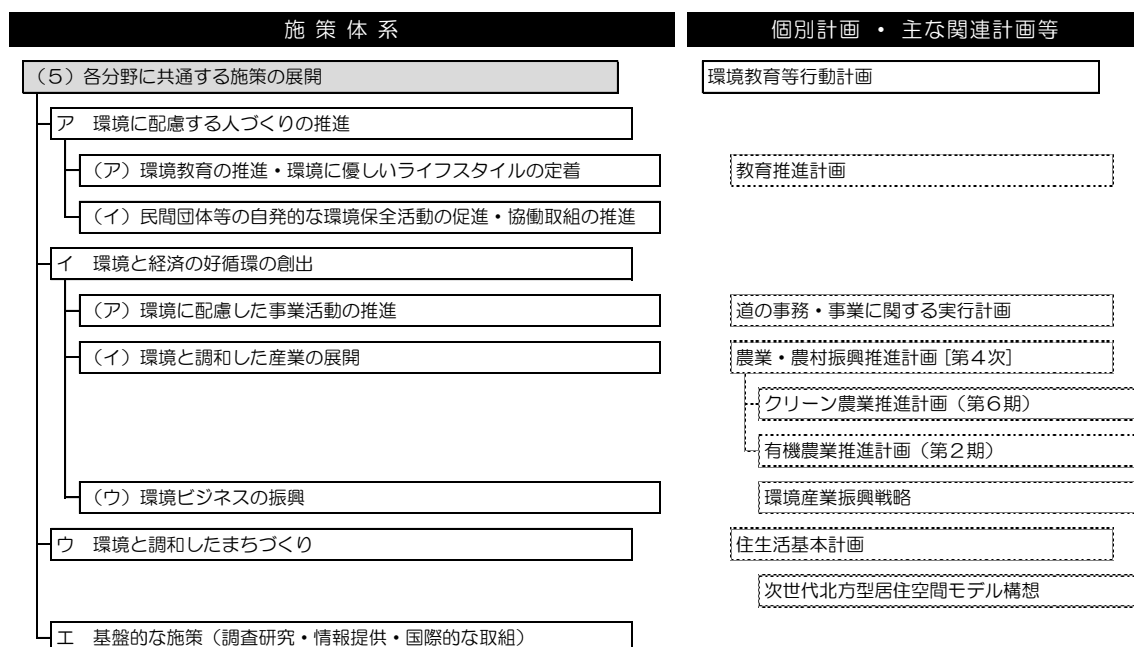 施策体系
個別計画 ・ 主な関連計画等
(5)各分野に共通する施策の展開
環境教育等行動計画
ア 環境に配慮する人づくりの推進
(ア)環境教育の推進・環境に優しいライフスタイルの定着
教育推進計画
(イ)民間団体等の自発的な環境保全活動の促進・協働取組の推進
イ 環境と経済の好循環の創出
(ア)環境に配慮した事業活動の推進
道の事務・事業に関する実行計画
(イ)環境と調和した産業の展開
農業・農村振興推進計画[第4次]
クリーン農業推進計画(第6期)
有機農業推進計画(第2期)
(ウ)環境ビジネスの振興
環境産業振興戦略
ウ 環境と調和したまちづくり
住生活基本計画
次世代北方型居住空間モデル構想
エ 基盤的な施策(調査研究・情報提供・国際的な取組)